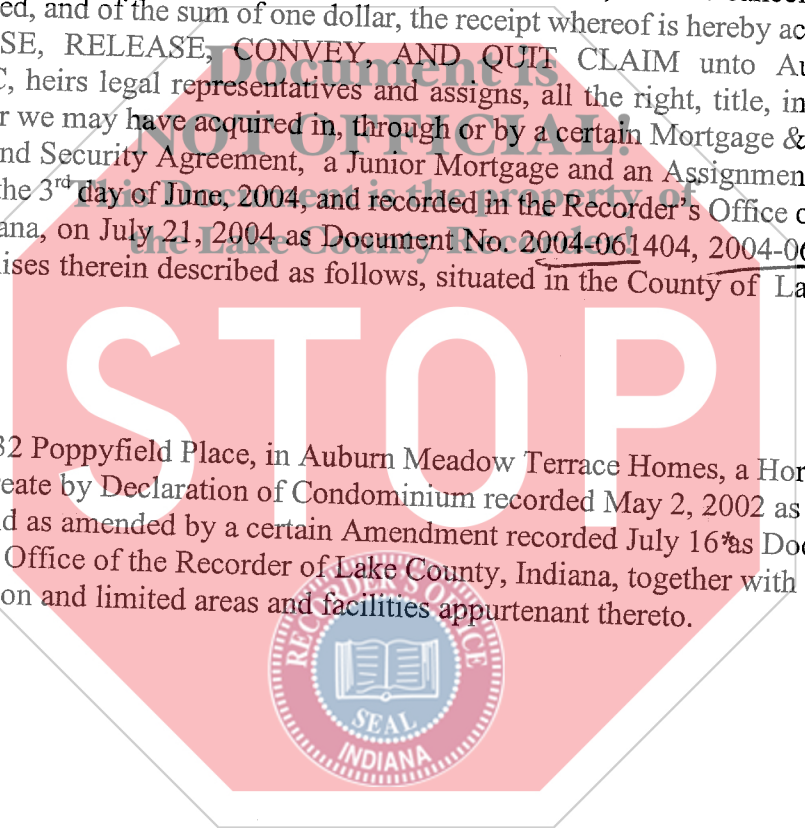 ed, and of the sum of one dollar, the receipt whereof is hereby ac
SE, RELEASE, CONVEY, AND QUIT CLAIM unto Au
C, heirs legal representatives and assigns, all the right, title, in
r we may have acquired in, through or by a certain Mortgage &
nd Security Agreement, a Junior Mortgage and an Assignmen
the 3rd day of June, 2004, and recorded in the Recorder's Office o
ana, on July 21, 2004 as Document No. 2004-061404, 2004-06
ises therein described as follows, situated in the County of La
Document is
NOT OFFICIAL!
This Document is the property of
the Lake County Recorder!
STOP
32 Poppyfield Place, in Auburn Meadow Terrace Homes, a Hor
reate by Declaration of Condominium recorded May 2, 2002 as
d as amended by a certain Amendment recorded July 16*as Doc
Office of the Recorder of Lake County, Indiana, together with
on and limited areas and facilities appurtenant thereto.
RECORDER'S OFFICE
SEAL
INDIANA